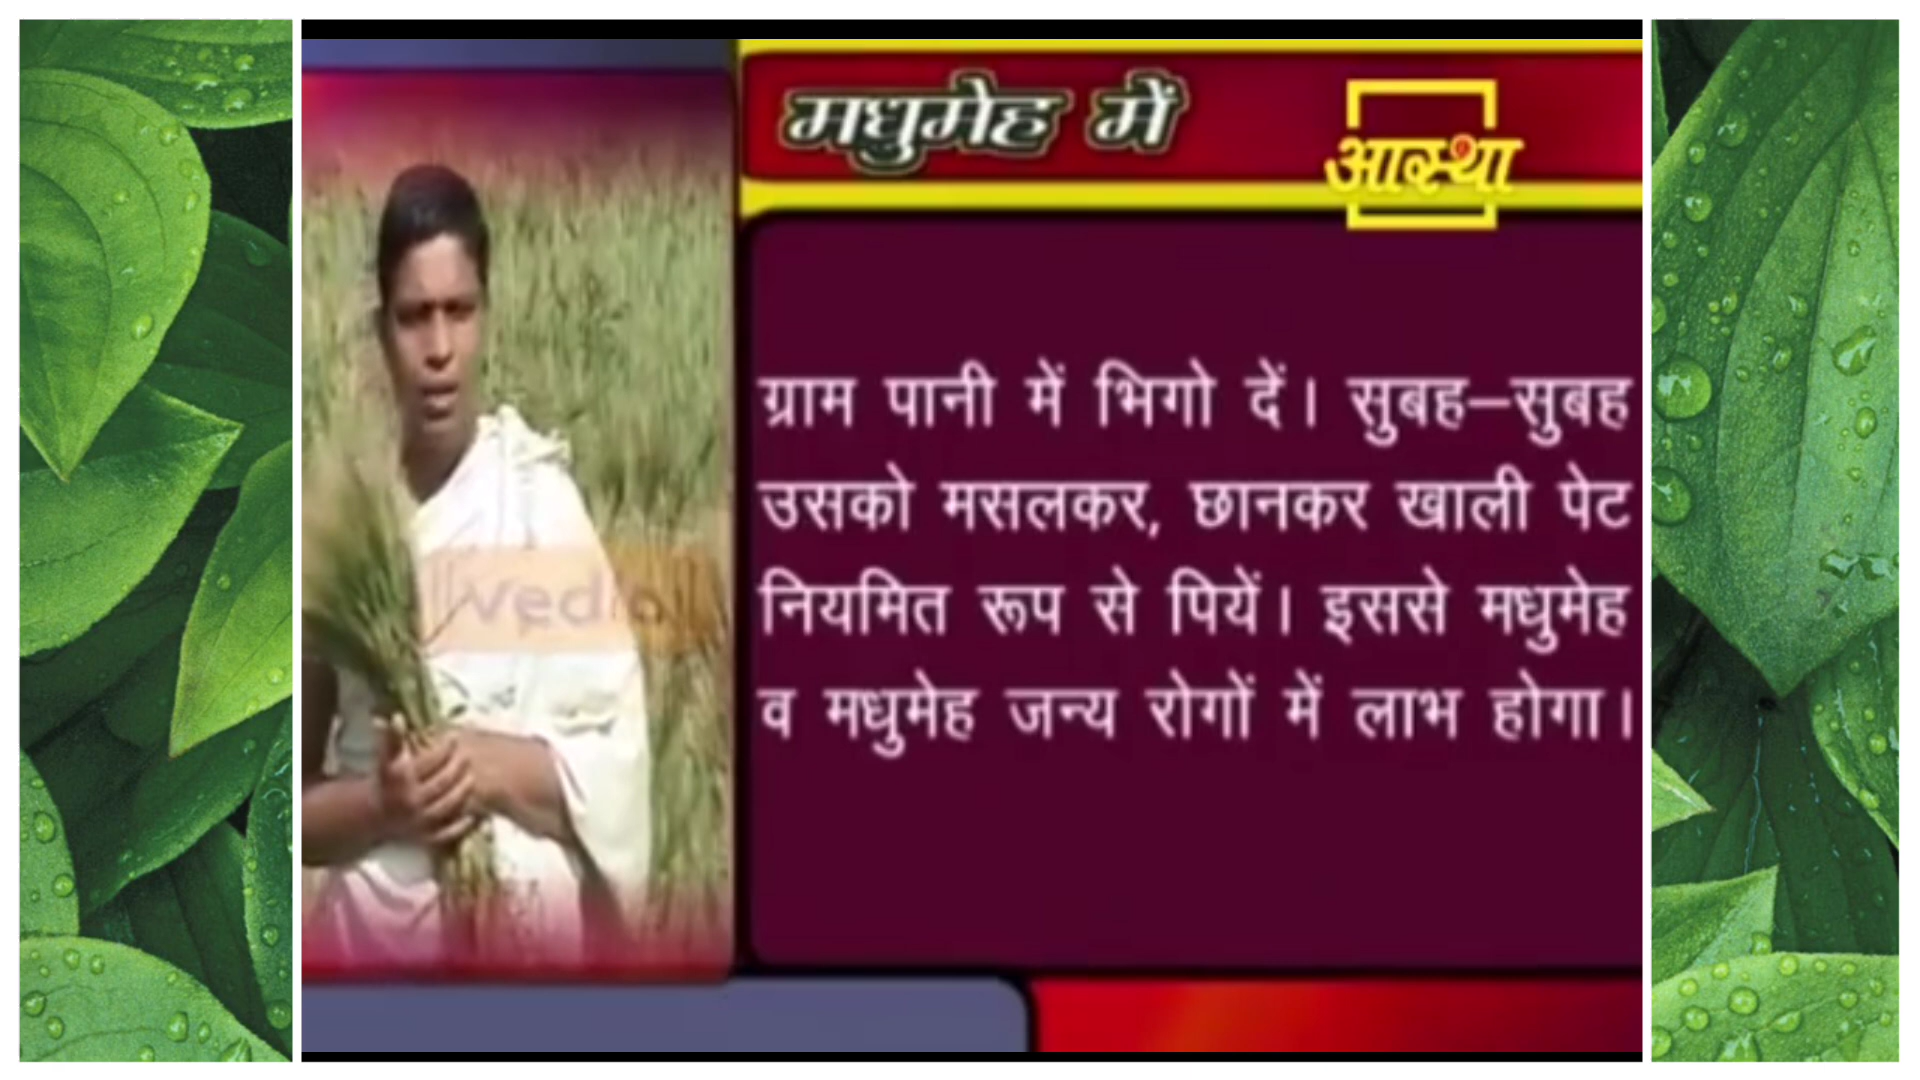 मधुमेह में
आस्था
ग्राम पानी में भिगो दें। सुबह–सुबह
उसको मसलकर, छानकर खाली पेट
नियमित रूप से पियें। इससे मधुमेह
व मधुमेह जन्य रोगों में लाभ होगा।